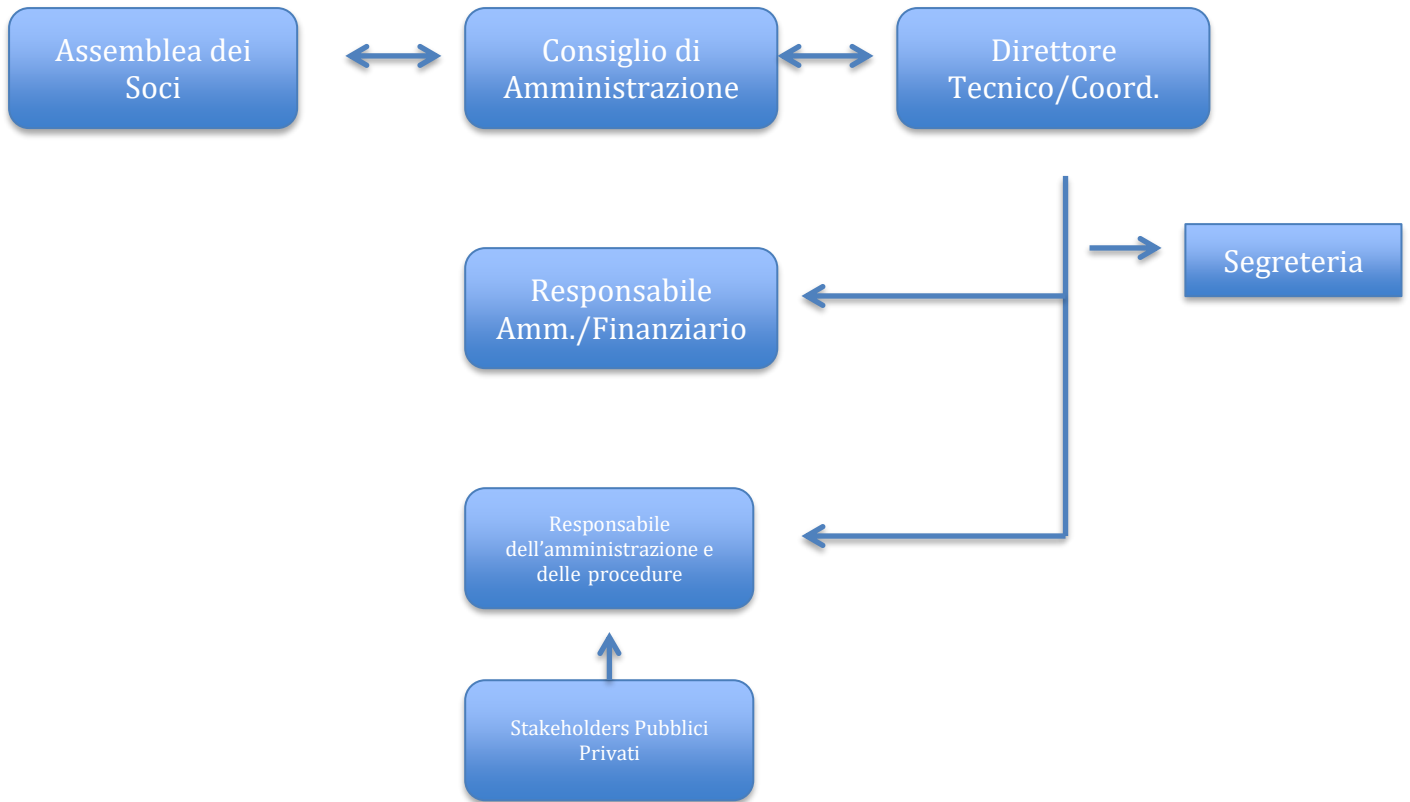 Assemblea dei
Soci
Consiglio di
Amministrazione
Direttore
Tecnico/Coord.
Segreteria
Responsabile
Amm./Finanziario
Responsabile
dell’amministrazione e
delle procedure
Stakeholders Pubblici
Privati